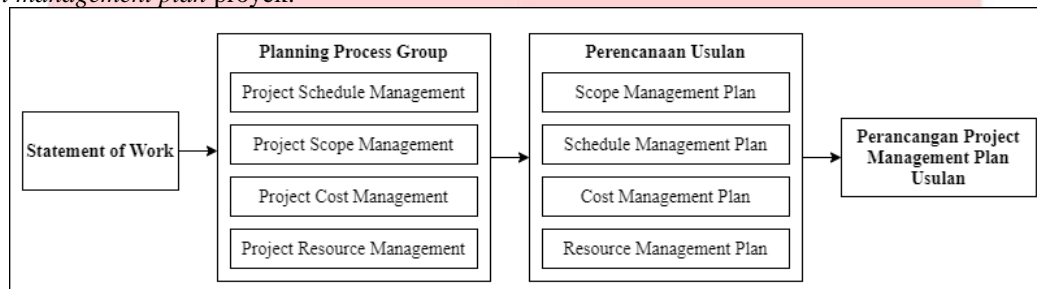 management plan proyek.
Statement of Work
Planning Process Group
Project Schedule Management
Project Scope Management
Project Cost Management
Project Resource Management
Perencanaan Usulan
Scope Management Plan
Schedule Management Plan
Cost Management Plan
Resource Management Plan
Perancangan Project
Management Plan
Usulan